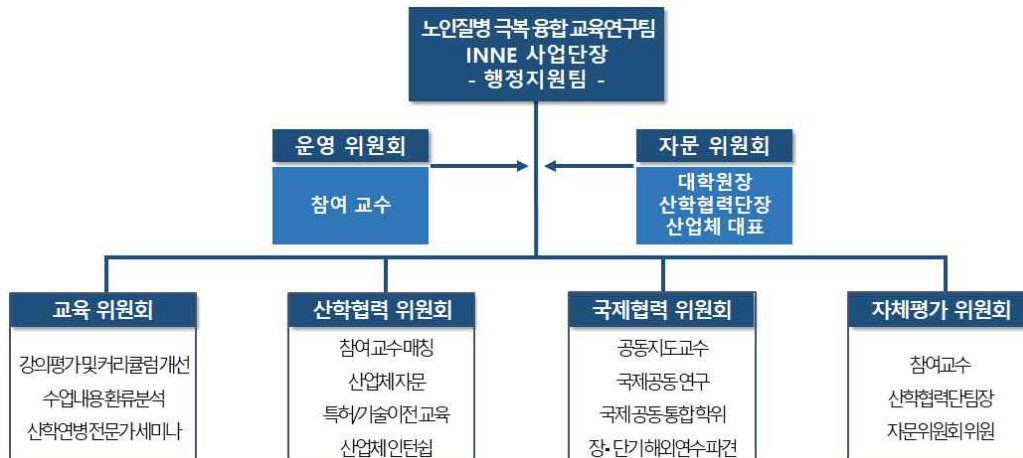 노인질병 극복 융합 교육연구팀
INNE 사업단장
- 행정지원팀 -
운영 위원회
참여 교수
자문 위원회
대학원장
산학협력단장
산업체 대표
교육 위원회
강의평가 및 커리큘럼 개선
수업내용 환류 분석
산학연병 전문가 세미나
산학협력 위원회
참여 교수 매칭
산업체 자문
특허/기술이전 교육
산업체 인턴쉽
국제협력 위원회
공동지도교수
국제공동 연구
국제 공동 통합 학위
장·단기 해외연수 파견
자체평가 위원회
참여교수
산학협력단팀장
자문위원회 위원